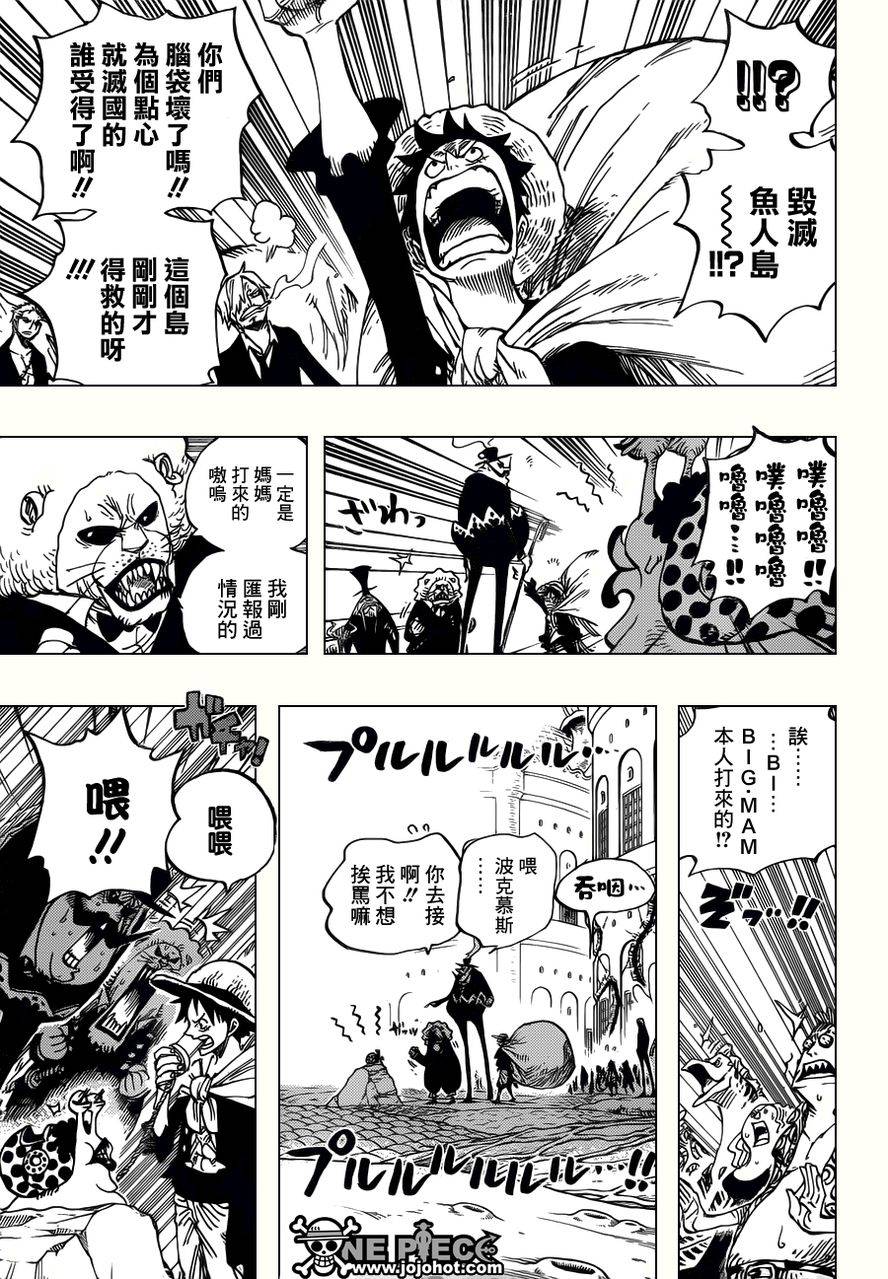 !!?
毀滅
魚人島
～～!!?
你們
腦袋壞了嗎!!
為個點心
就滅國的
誰受得了啊!!
這個島
剛剛才
得救的呀
!!!
噗嚕嚕嚕
噗嚕嚕嚕
嚕嚕…!!
ざわっ
一定是
媽媽
打來的
嗷嗚
我剛
匯報過
情況的
誒……
…BI…
BIG·MAM
本人打來的!?
ぞっ…!!
プルルルルル…
吞咽…
喂
波克慕斯
……
你去接
啊!!
我不想
挨罵嘛
ガッ
プルルルルルル…!!
ガチャ!
喂喂
喂!!
ONE PIECE
www.jojohot.com